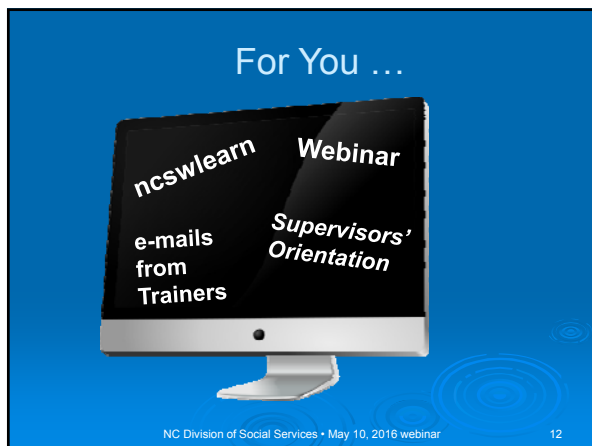 For You …
ncswlearn
Webinar
e-mails
from
Trainers
Supervisors’
Orientation
NC Division of Social Services • May 10, 2016 webinar
12